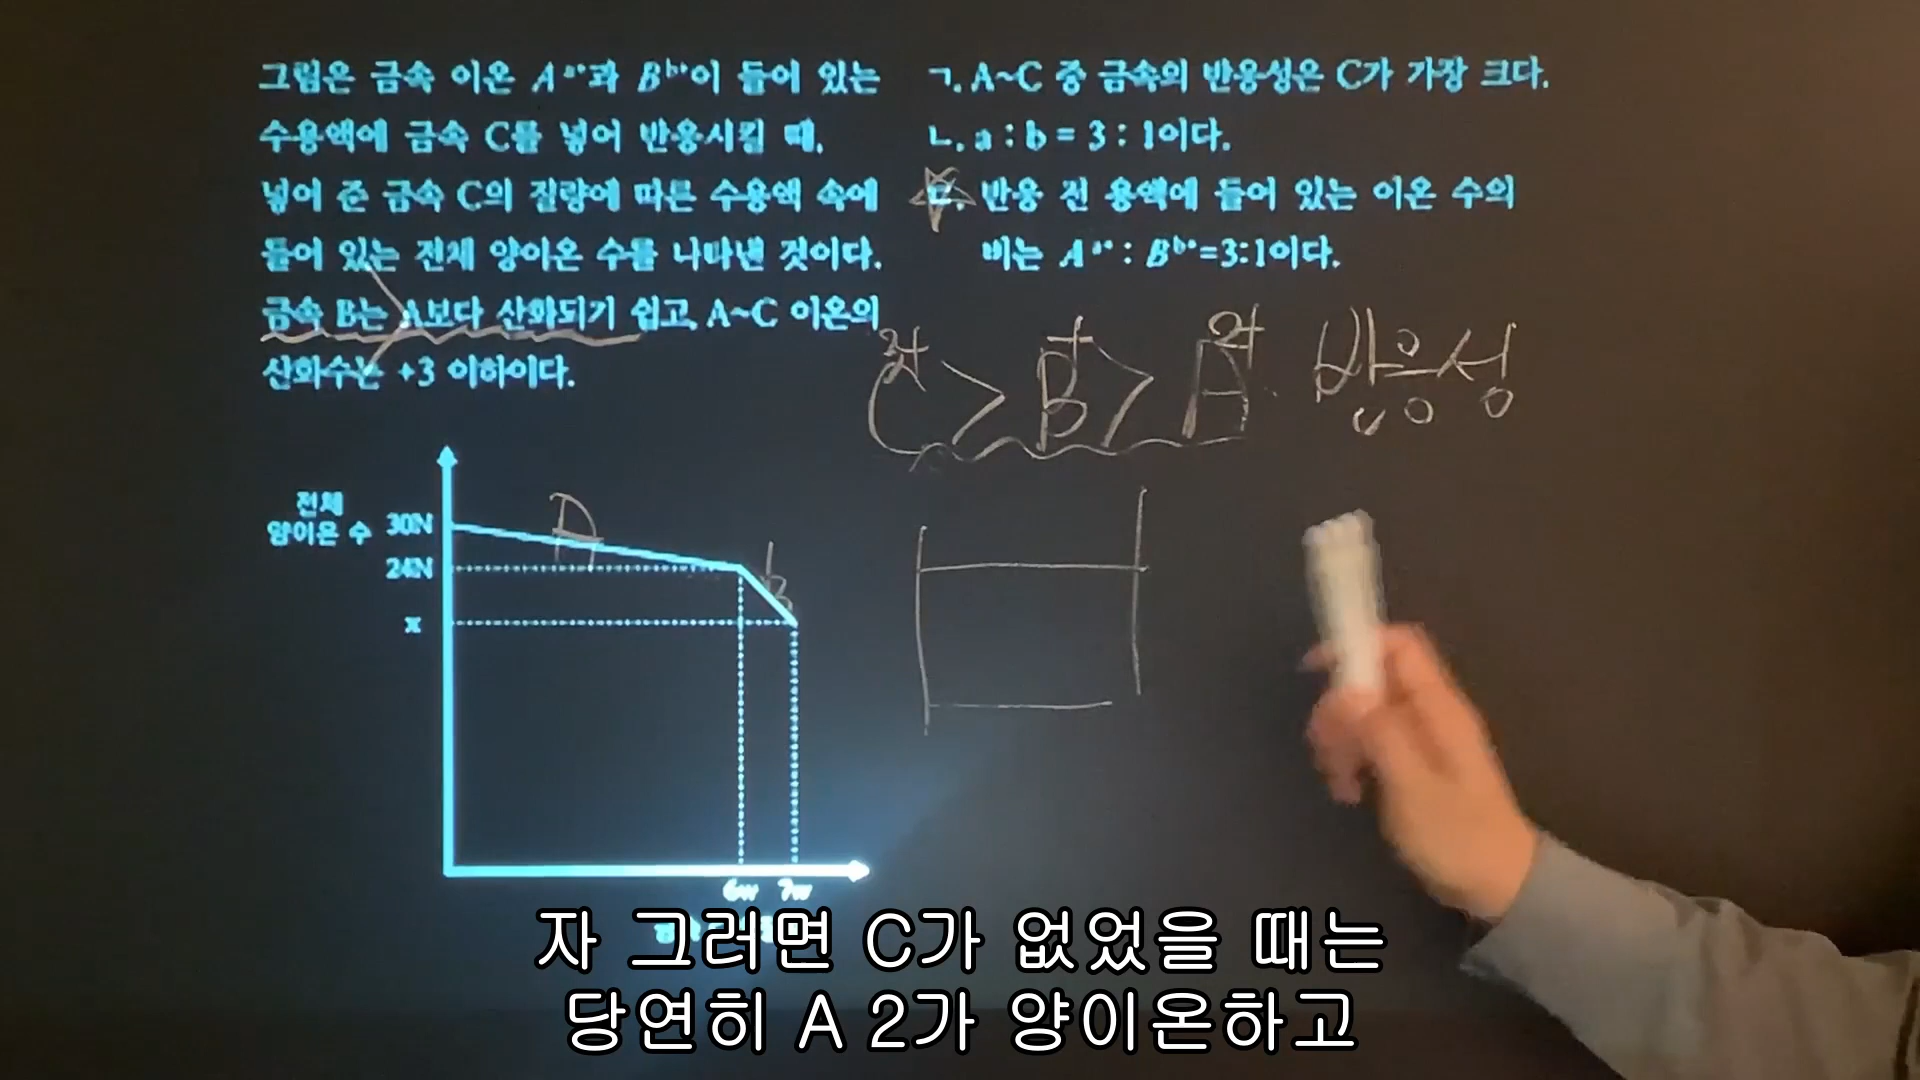 그림은 금속 이온 Aᵃ⁺과 Bᵇ⁺이 들어 있는
수용액에 금속 C를 넣어 반응시킬 때,
넣어 준 금속 C의 질량에 따른 수용액 속에
들어 있는 전체 양이온 수를 나타낸 것이다.
금속 B는 A보다 산화되기 쉽고, A~C 이온의
산화수는 +3 이하이다.
ㄱ. A~C 중 금속의 반응성은 C가 가장 크다.
ㄴ. a : b = 3 : 1이다.
ㄷ. 반응 전 용액에 들어 있는 이온 수의
비는 Aᵃ⁺ : Bᵇ⁺=3:1이다.
C³⁺ > B⁺ > A²⁺ 반응성
전체
양이온 수
30N
24N
x
A
B
6w 7w
자 그러면 C가 없었을 때는
당연히 A 2가 양이온하고